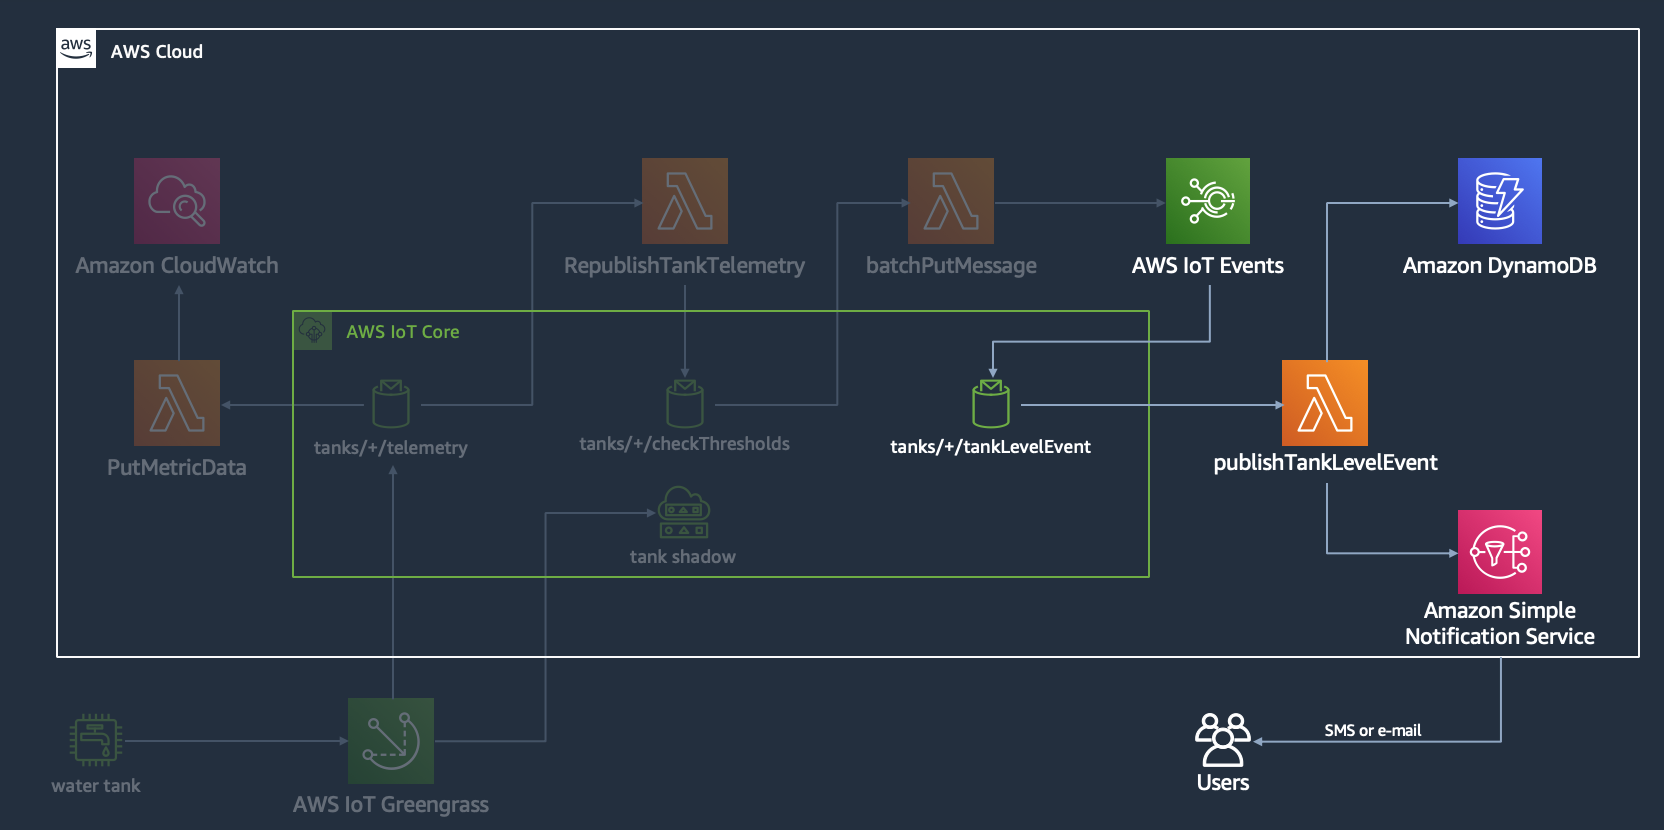 aws
AWS Cloud
Amazon CloudWatch
RepublishTankTelemetry
batchPutMessage
AWS IoT Events
Amazon DynamoDB
AWS IoT Core
tanks/+/telemetry
tanks/+/checkThresholds
tanks/+/tankLevelEvent
PutMetricData
publishTankLevelEvent
tank shadow
Amazon Simple
Notification Service
SMS or e-mail
water tank
Users
AWS IoT Greengrass